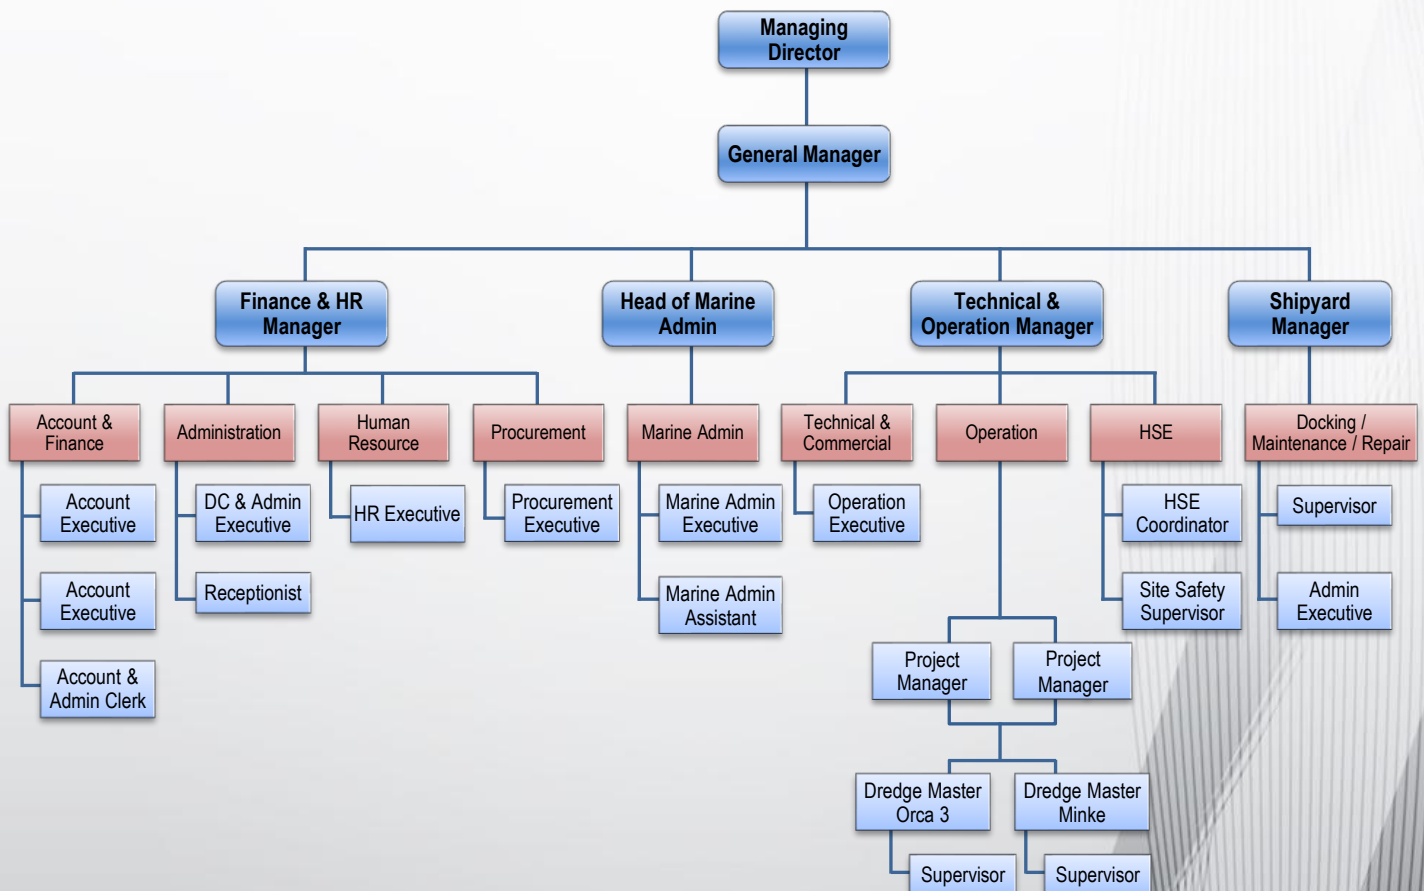 Managing
Director
General Manager
Finance & HR
Manager
Head of Marine
Admin
Technical &
Operation Manager
Shipyard
Manager
Account &
Finance
Administration
Human
Resource
Procurement
Marine Admin
Technical &
Commercial
Operation
HSE
Docking /
Maintenance / Repair
Account
Executive
DC & Admin
Executive
HR Executive
Procurement
Executive
Marine Admin
Executive
Operation
Executive
HSE
Coordinator
Supervisor
Account
Executive
Receptionist
Marine Admin
Assistant
Site Safety
Supervisor
Admin
Executive
Account &
Admin Clerk
Project
Manager
Project
Manager
Dredge Master
Orca 3
Dredge Master
Minke
Supervisor
Supervisor